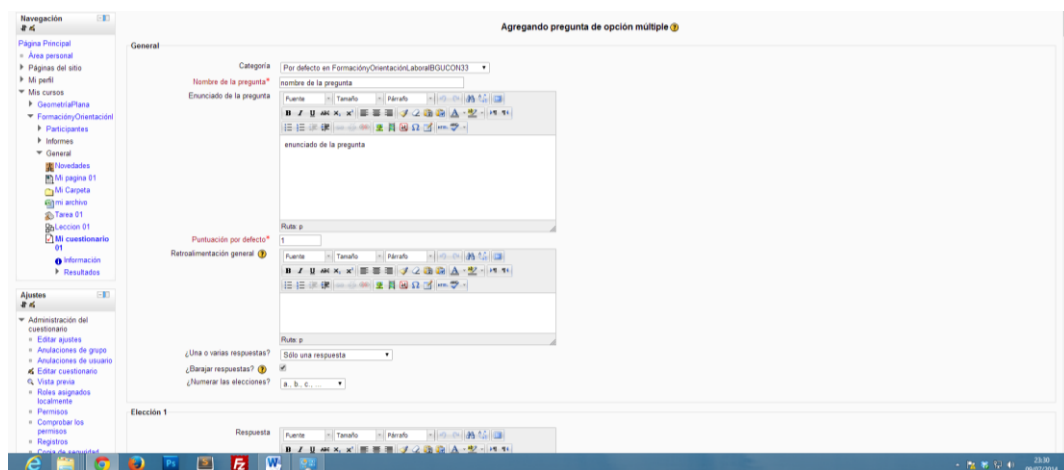 Navegación
Página Principal
Área personal
Páginas del sitio
Mi perfil
Mis cursos
GeometríaPlana
FormaciónyOrientaciónl
Participantes
Informes
General
Novedades
Mi pagina 01
Mi Carpeta
mi archivo
Tarea 01
Leccion 01
Mi cuestionario
01
Información
Resultados
Ajustes
Administración del
cuestionario
Editar ajustes
Anulaciones de grupo
Anulaciones de usuario
Editar cuestionario
Vista previa
Roles asignados
localmente
Permisos
Comprobar los
permisos
Registros
Copia de seguridad
Agregando pregunta de opción múltiple
General
Categoría Por defecto en FormaciónyOrientaciónLaboralBGUCON33
Nombre de la pregunta* nombre de la pregunta
Enunciado de la pregunta
Fuente Tamaño Párrafo
enunciado de la pregunta
Ruta: p
Puntuación por defecto* 1
Retroalimentación general
Fuente Tamaño Párrafo
Ruta: p
¿Una o varias respuestas? Sólo una respuesta
¿Barajar respuestas?
¿Numerar las elecciones? a., b., c., ...
Elección 1
Respuesta
Fuente Tamaño Párrafo
23:30